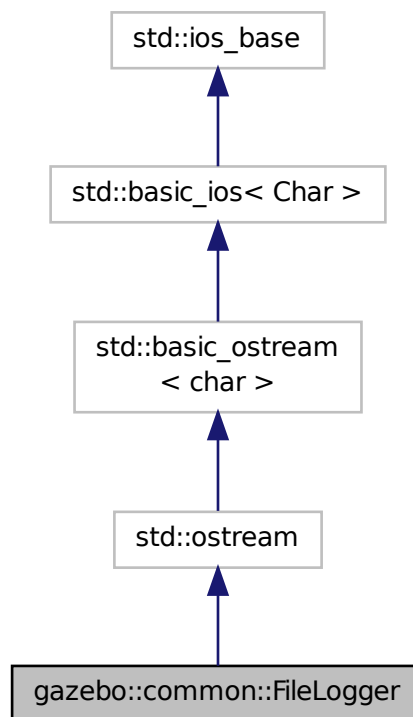 std::ios_base
std::basic_ios< Char >
std::basic_ostream
< char >
std::ostream
gazebo::common::FileLogger